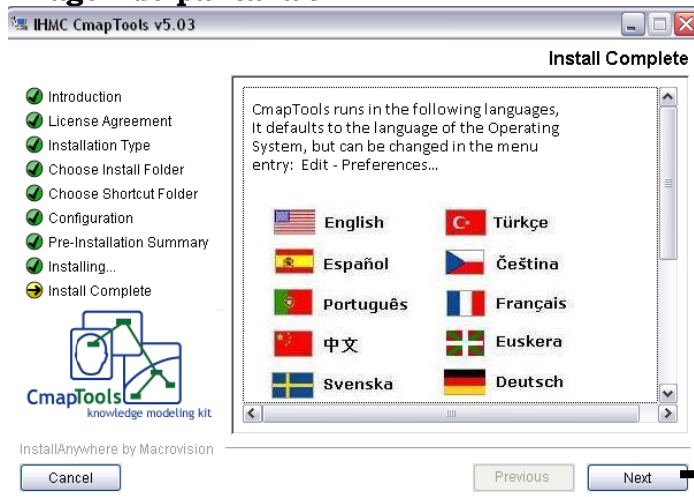 IHMC CmapTools v5.03
Install Complete
Introduction
License Agreement
Installation Type
Choose Install Folder
Choose Shortcut Folder
Configuration
Pre-Installation Summary
Installing...
Install Complete
CmapTools
knowledge modeling kit
CmapTools runs in the following languages,
It defaults to the language of the Operating
System, but can be changed in the menu
entry: Edit - Preferences...
English Türkçe
Español Čeština
Português Français
中文 Euskera
Svenska Deutsch
InstallAnywhere by Macrovision
Cancel Previous Next